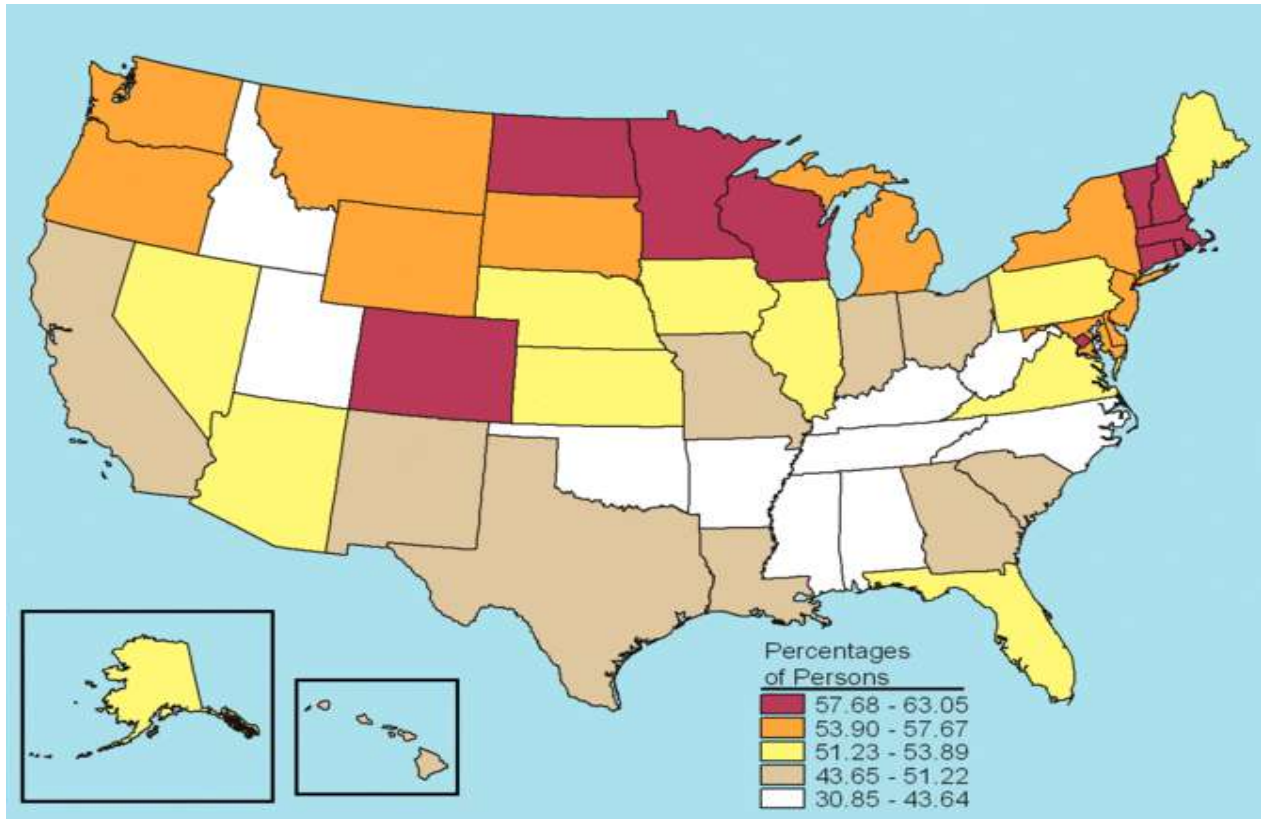 Percentages
of Persons
57.68 - 63.05
53.90 - 57.67
51.23 - 53.89
43.65 - 51.22
30.85 - 43.64